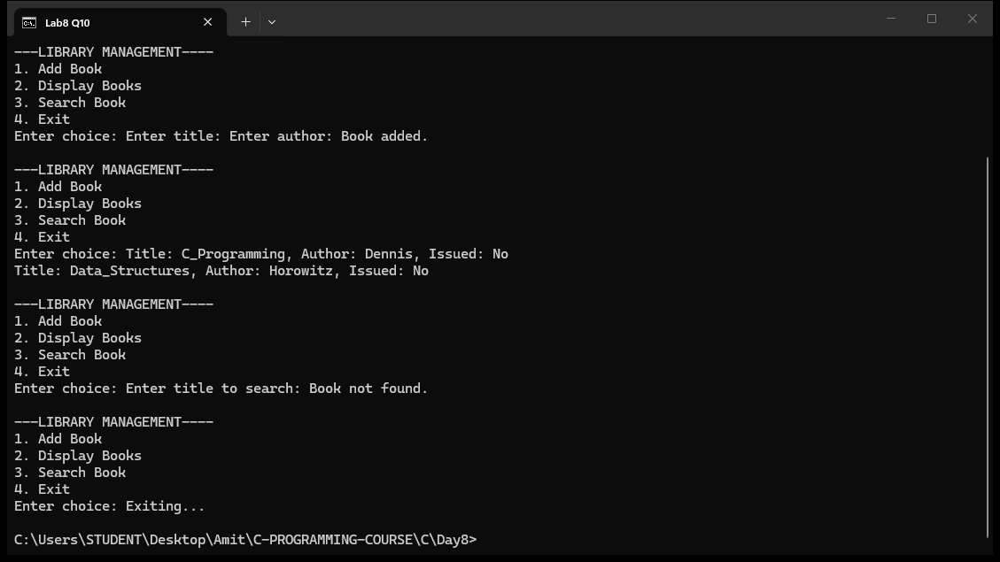 Lab8 Q10
---LIBRARY MANAGEMENT----
1. Add Book
2. Display Books
3. Search Book
4. Exit
Enter choice: Enter title: Enter author: Book added.
---LIBRARY MANAGEMENT----
1. Add Book
2. Display Books
3. Search Book
4. Exit
Enter choice: Title: C_Programming, Author: Dennis, Issued: No
Title: Data_Structures, Author: Horowitz, Issued: No
---LIBRARY MANAGEMENT----
1. Add Book
2. Display Books
3. Search Book
4. Exit
Enter choice: Enter title to search: Book not found.
---LIBRARY MANAGEMENT----
1. Add Book
2. Display Books
3. Search Book
4. Exit
Enter choice: Exiting...
C:\Users\STUDENT\Desktop\Amit\C-PROGRAMMING-COURSE\C\Day8>